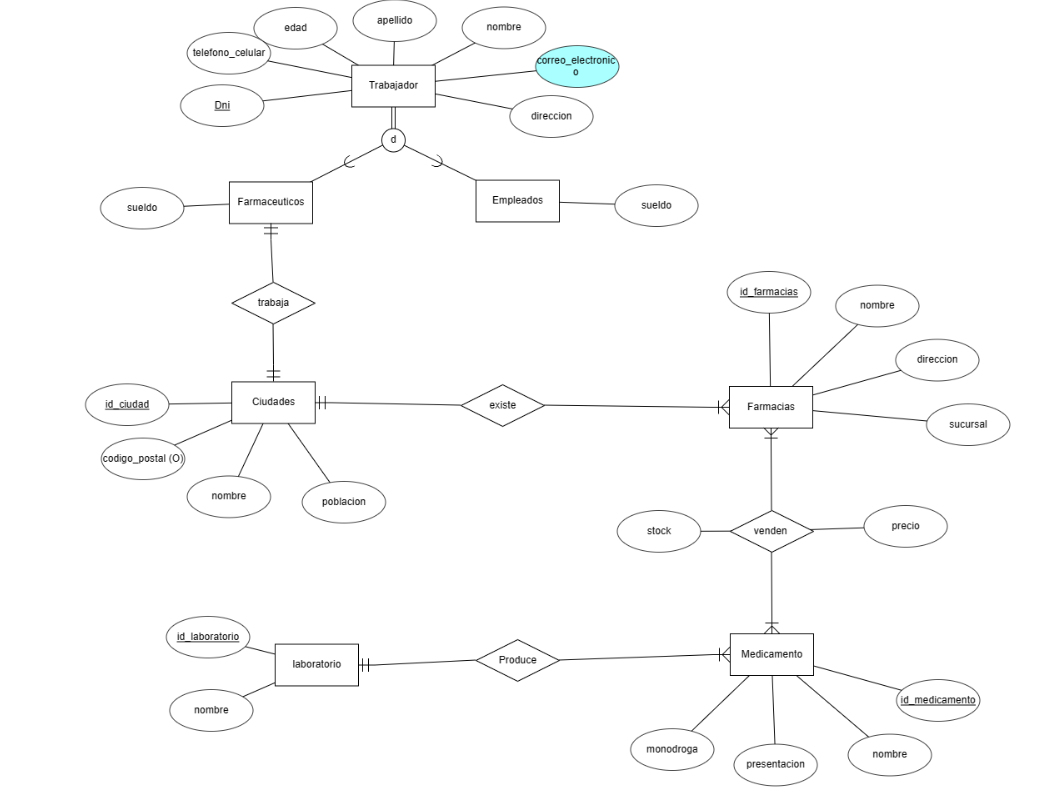 apellido
edad
nombre
telefono_celular
correo_electronic
o
Trabajador
Dni
direccion
d
Farmaceuticos
Empleados
sueldo
sueldo
id_farmacias
trabaja
nombre
direccion
id_ciudad
Ciudades
existe
Farmacias
sucursal
codigo_postal (O)
nombre
poblacion
stock
venden
precio
id_laboratorio
laboratorio
Produce
Medicamento
nombre
id_medicamento
monodroga
presentacion
nombre